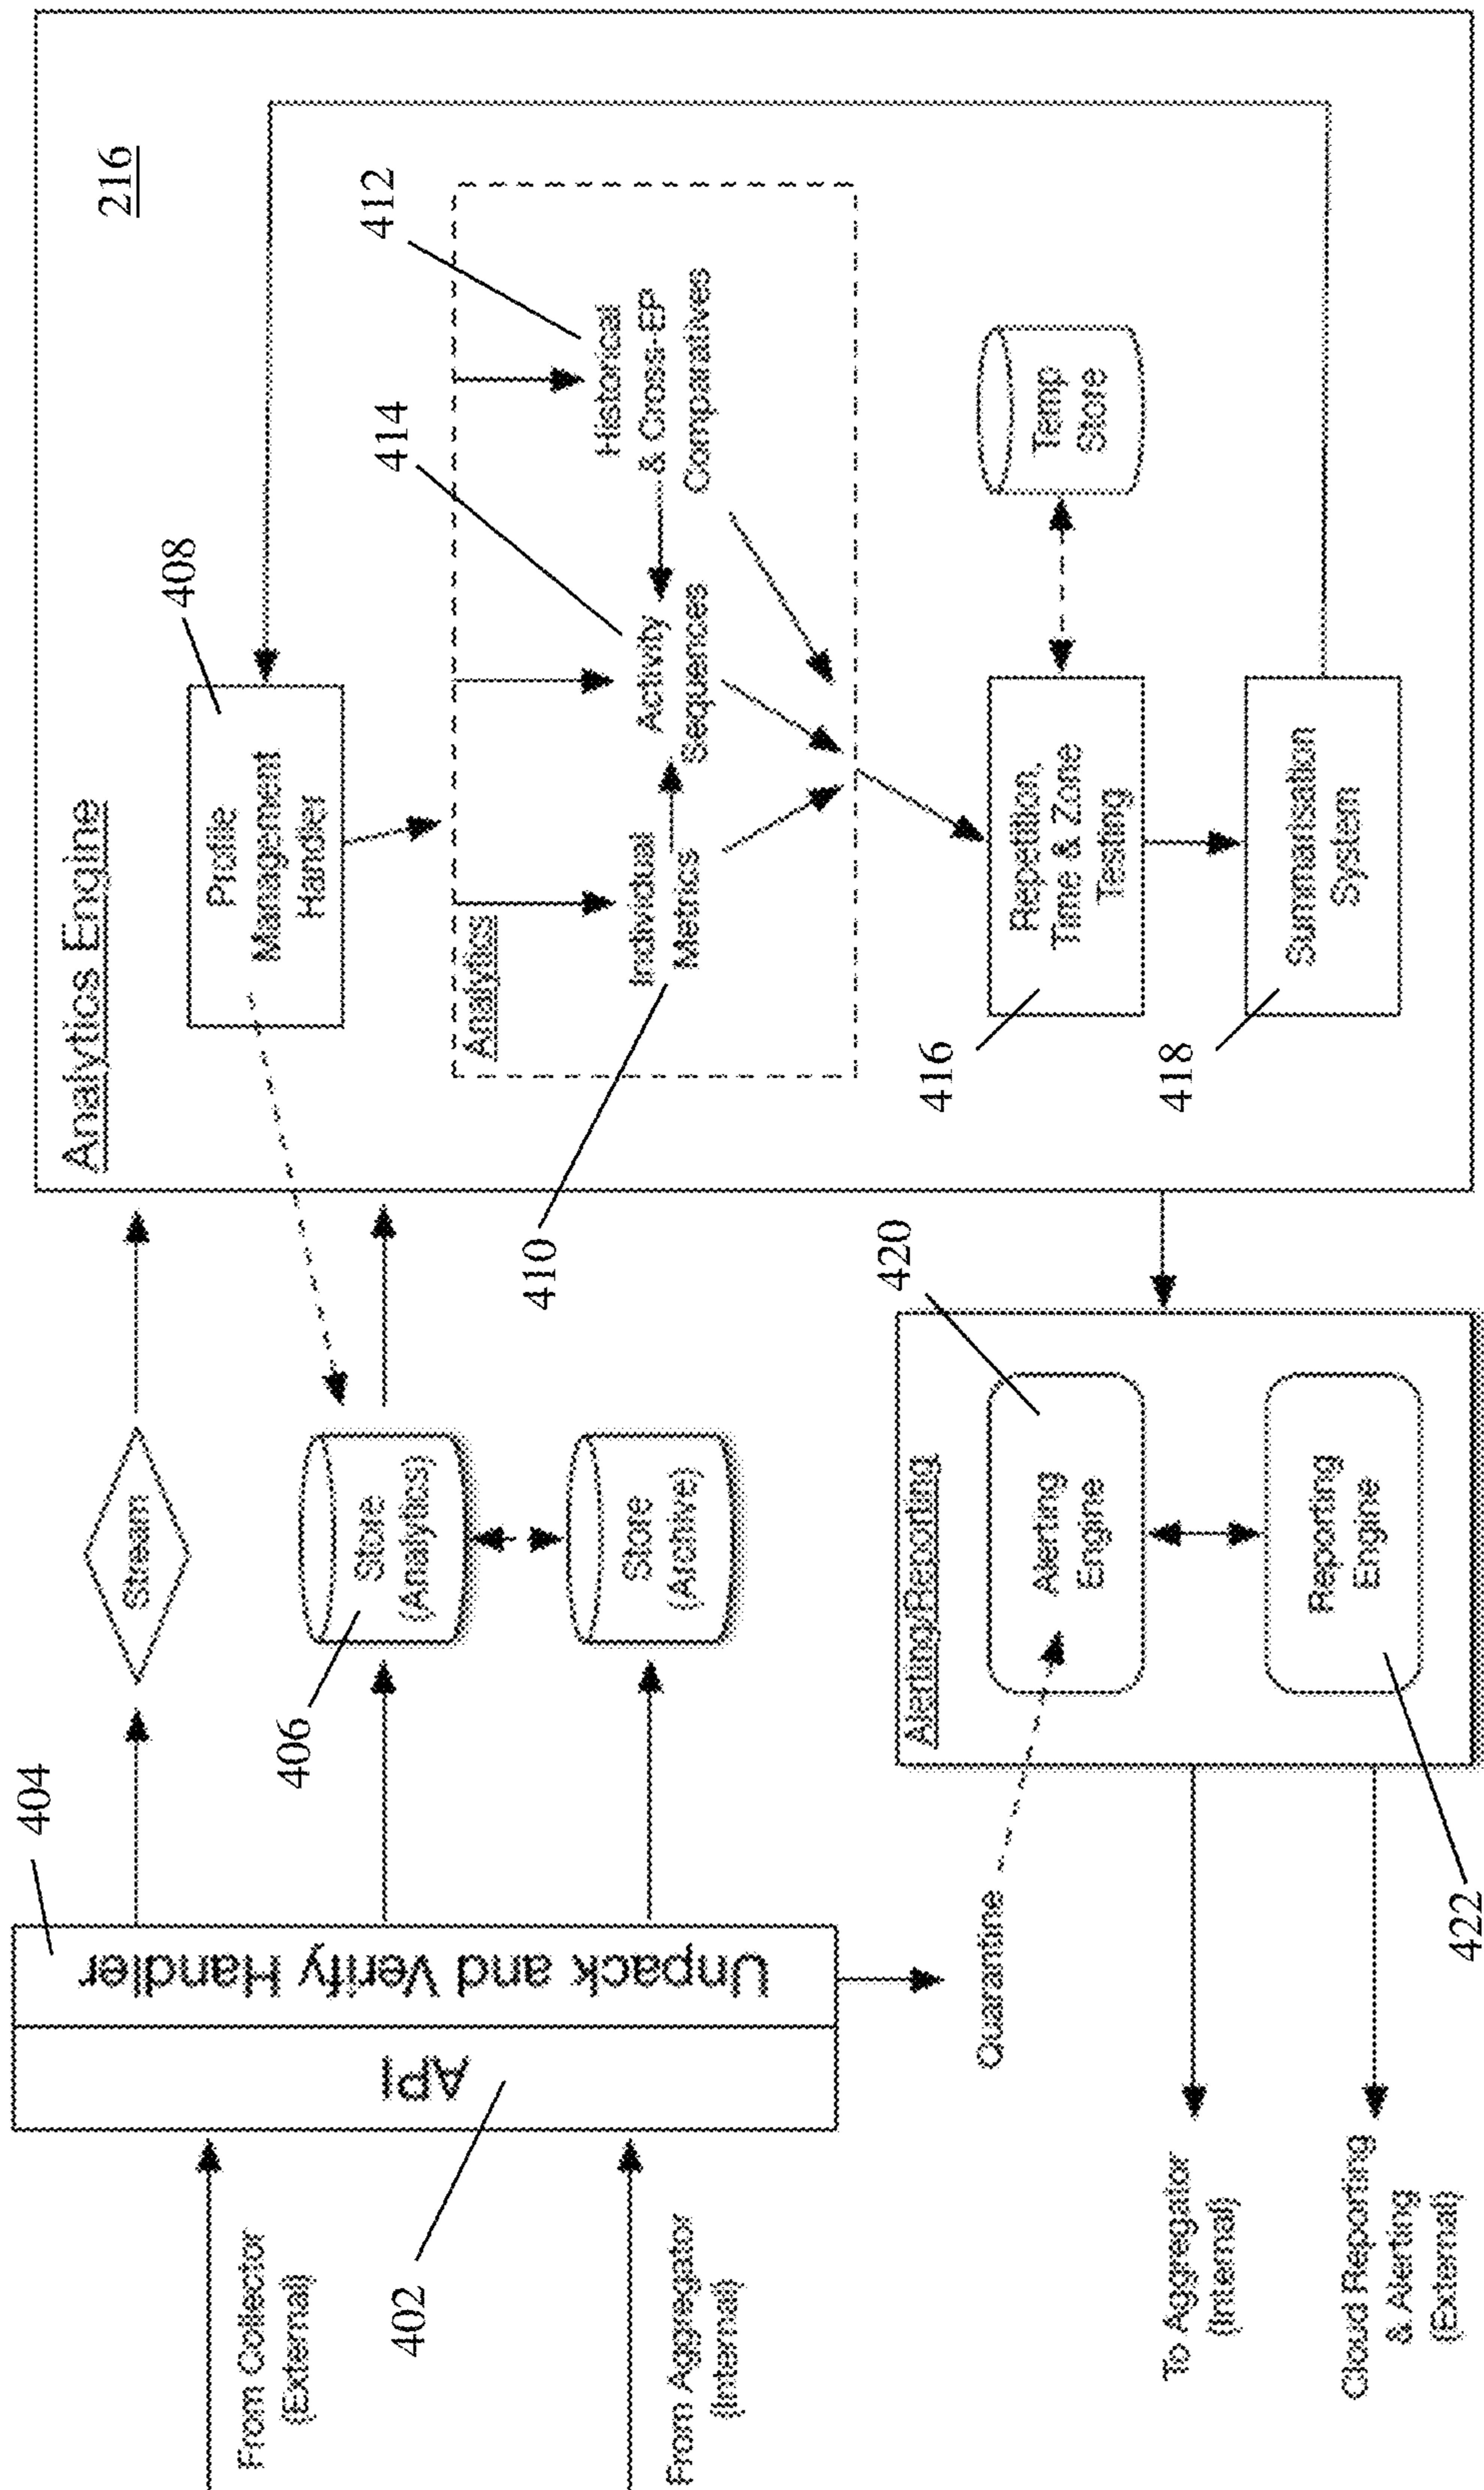 From Collector
(External)
From Aggregator
(Internal)
402
API
Unpack and Verify Handler
404
Stream
406
Store
(Analytics)
Store
(Archive)
Quarantine
Analytics Engine
216
408
Profile
Management
Handler
Analytics
410
Individual
Metrics
414
Activity
Sequences
412
Historical
& Cross-EP
Comparatives
416
Repetition,
Time & Zone
Testing
Temp
Store
418
Summarisation
System
Alerting/Reporting
420
Alerting
Engine
Reporting
Engine
422
To Aggregator
(Internal)
Cloud Reporting
& Alerting
(External)